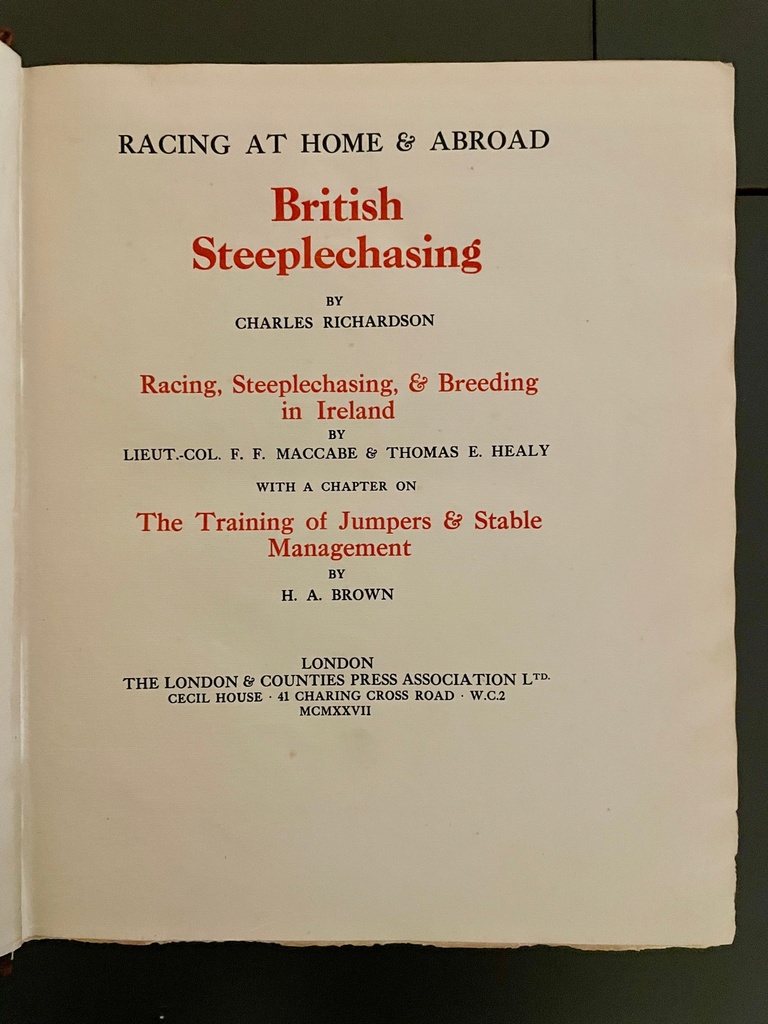 RACING AT HOME & ABROAD
British
Steeplechasing
BY
CHARLES RICHARDSON
Racing, Steeplechasing, & Breeding
in Ireland
BY
LIEUT.-COL. F. F. MACCABE & THOMAS E. HEALY
WITH A CHAPTER ON
The Training of Jumpers & Stable
Management
BY
H. A. BROWN
LONDON
THE LONDON & COUNTIES PRESS ASSOCIATION LTD.
CECIL HOUSE · 41 CHARING CROSS ROAD · W.C.2
MCMXXVII